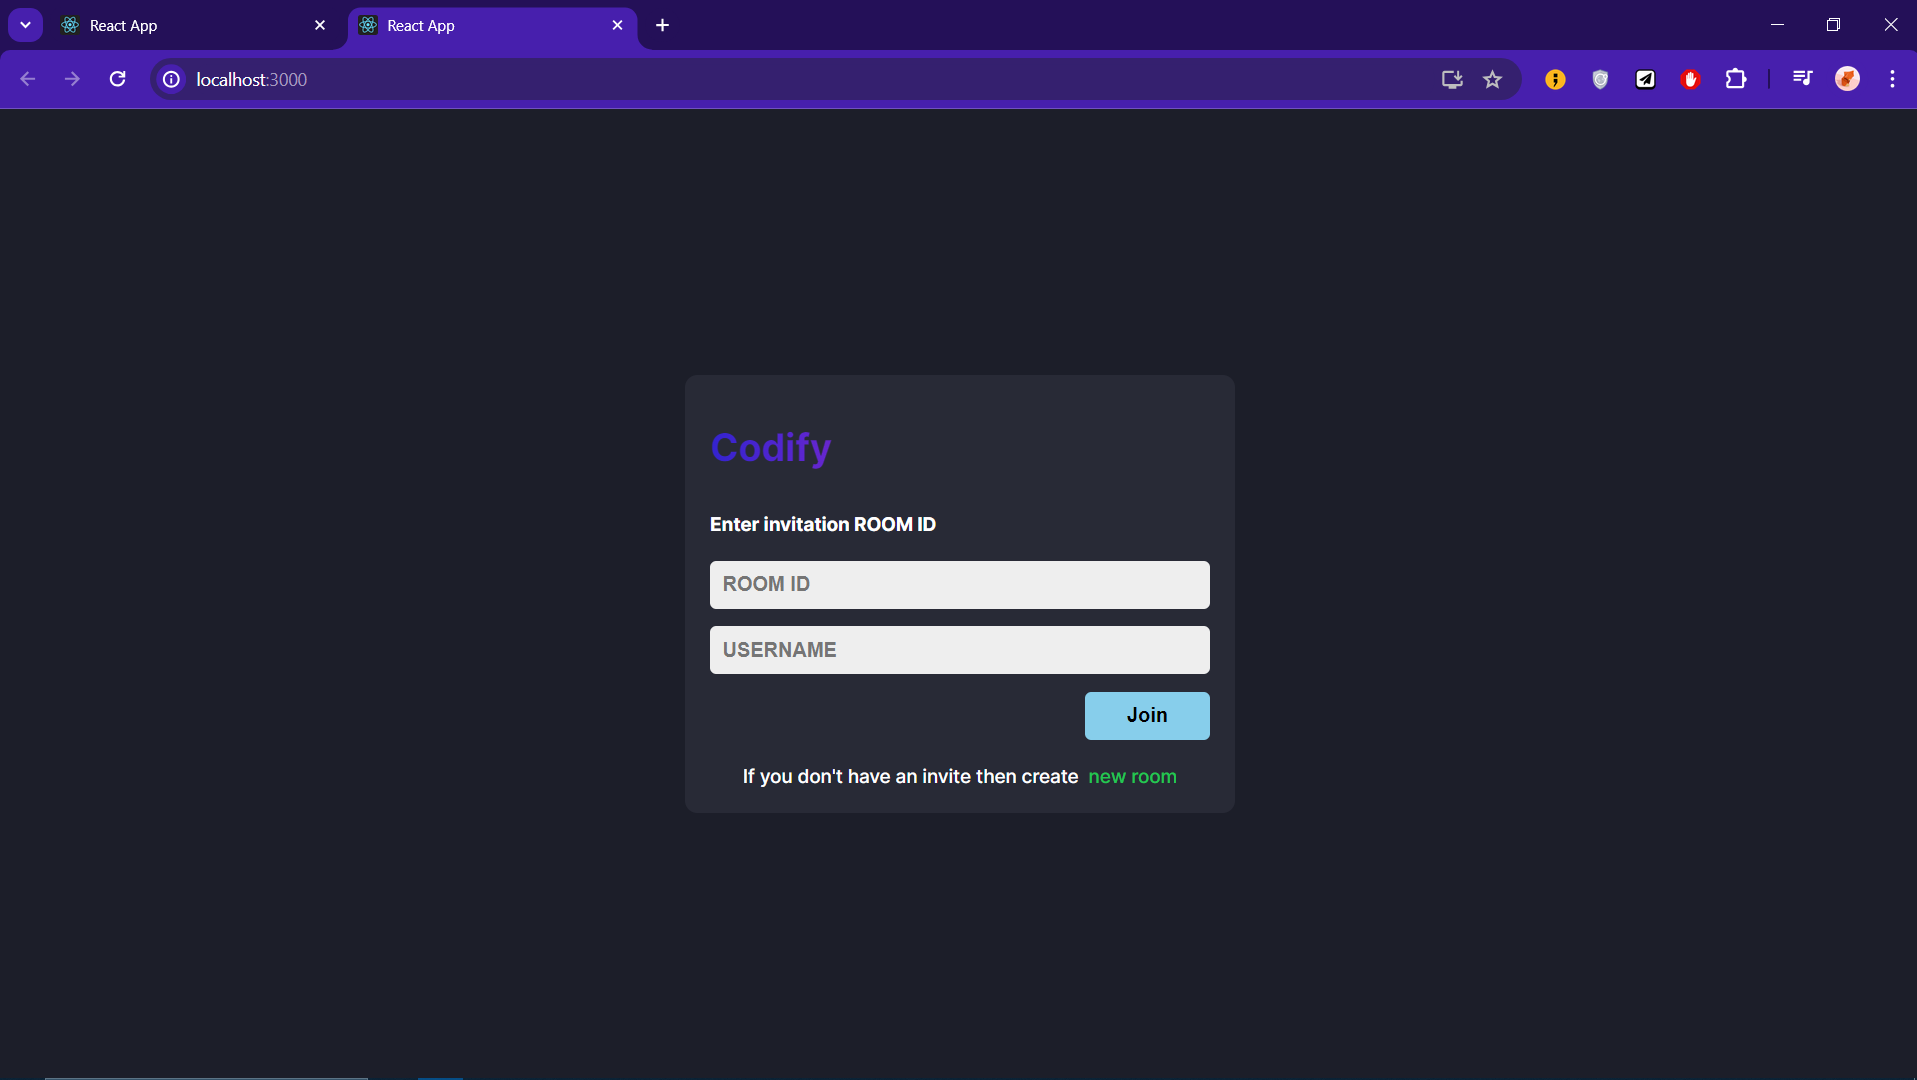 React App
React App
localhost:3000
Codify
Enter invitation ROOM ID
ROOM ID
USERNAME
Join
If you don't have an invite then create new room